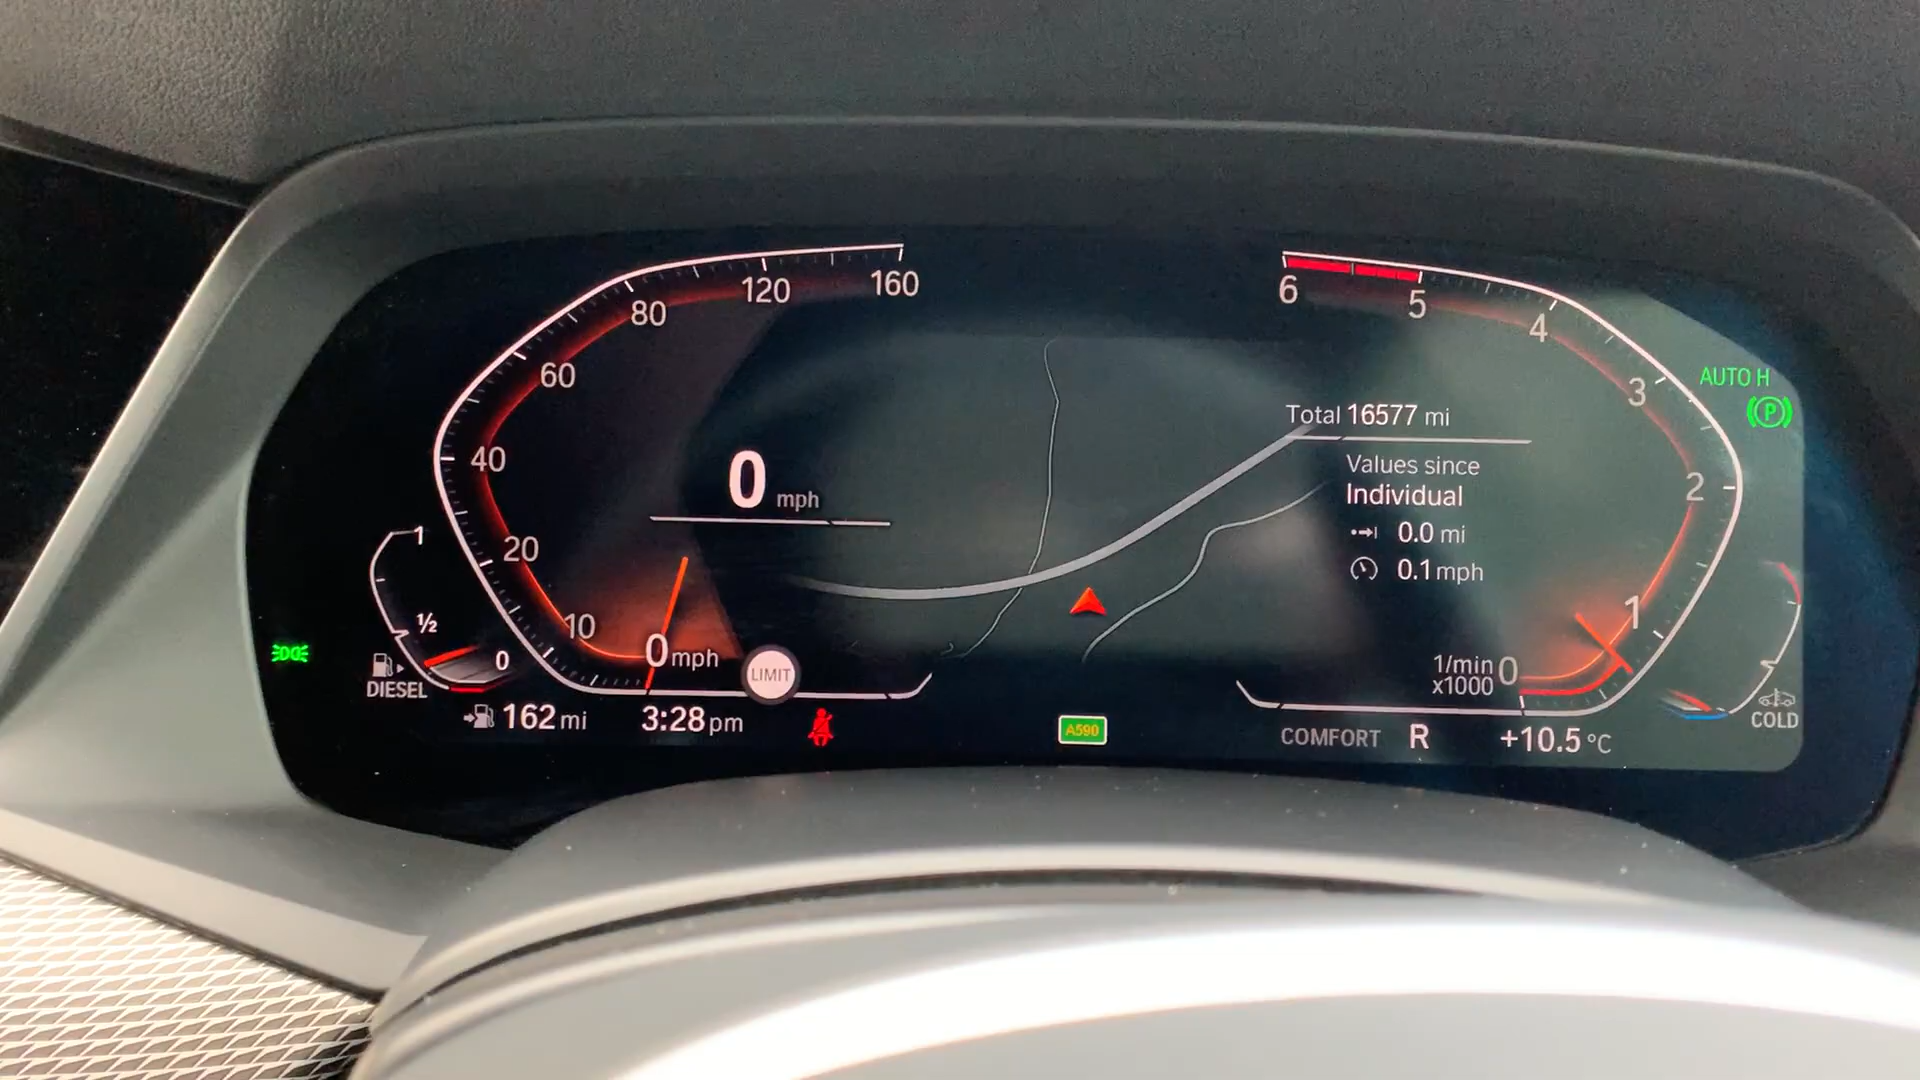 160
120
80
60
40
20
10
0 mph
0 mph
LIMIT
1
½
0
DIESEL
162 mi
3:28 pm
A590
6
5
4
3
2
1
0
1/min
x1000
Total 16577 mi
Values since
Individual
0.0 mi
0.1 mph
AUTO H
P
COMFORT R +10.5 °C
COLD